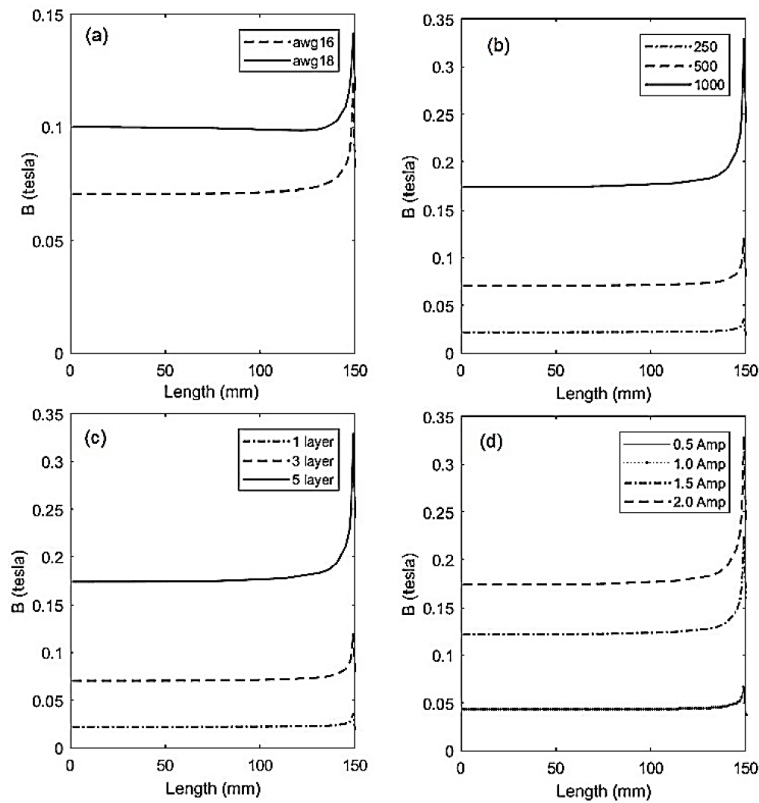 (a)
awg16
awg18
0.15
0.1
0.05
0
B (tesla)
0
50
100
150
Length (mm)
(b)
250
500
1000
0.35
0.3
0.25
0.2
0.15
0.1
0.05
0
B (tesla)
0
50
100
150
Length (mm)
(c)
1 layer
3 layer
5 layer
0.35
0.3
0.25
0.2
0.15
0.1
0.05
0
B (tesla)
0
50
100
150
Length (mm)
(d)
0.5 Amp
1.0 Amp
1.5 Amp
2.0 Amp
0.35
0.3
0.25
0.2
0.15
0.1
0.05
0
B (tesla)
0
50
100
150
Length (mm)